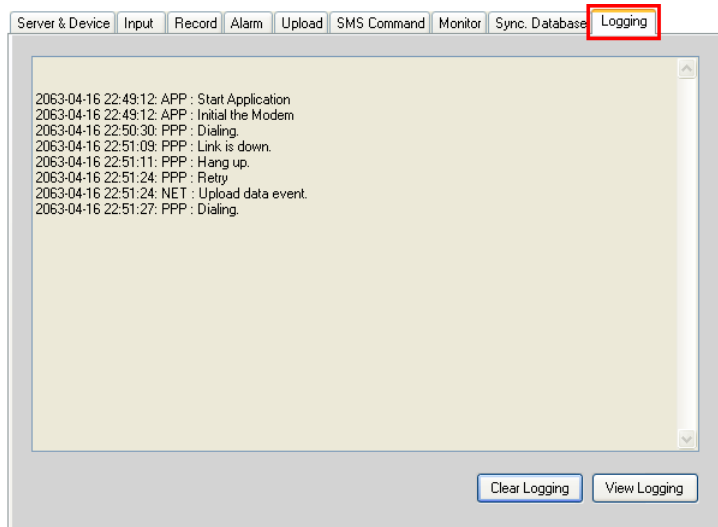 Server & Device Input Record Alarm Upload SMS Command Monitor Sync. Database Logging
2063-04-16 22:49:12: APP : Start Application
2063-04-16 22:49:12: APP : Initial the Modem
2063-04-16 22:50:30: PPP : Dialing.
2063-04-16 22:51:09: PPP : Link is down.
2063-04-16 22:51:11: PPP : Hang up.
2063-04-16 22:51:24: PPP : Retry
2063-04-16 22:51:24: NET : Upload data event.
2063-04-16 22:51:27: PPP : Dialing.
Clear Logging View Logging